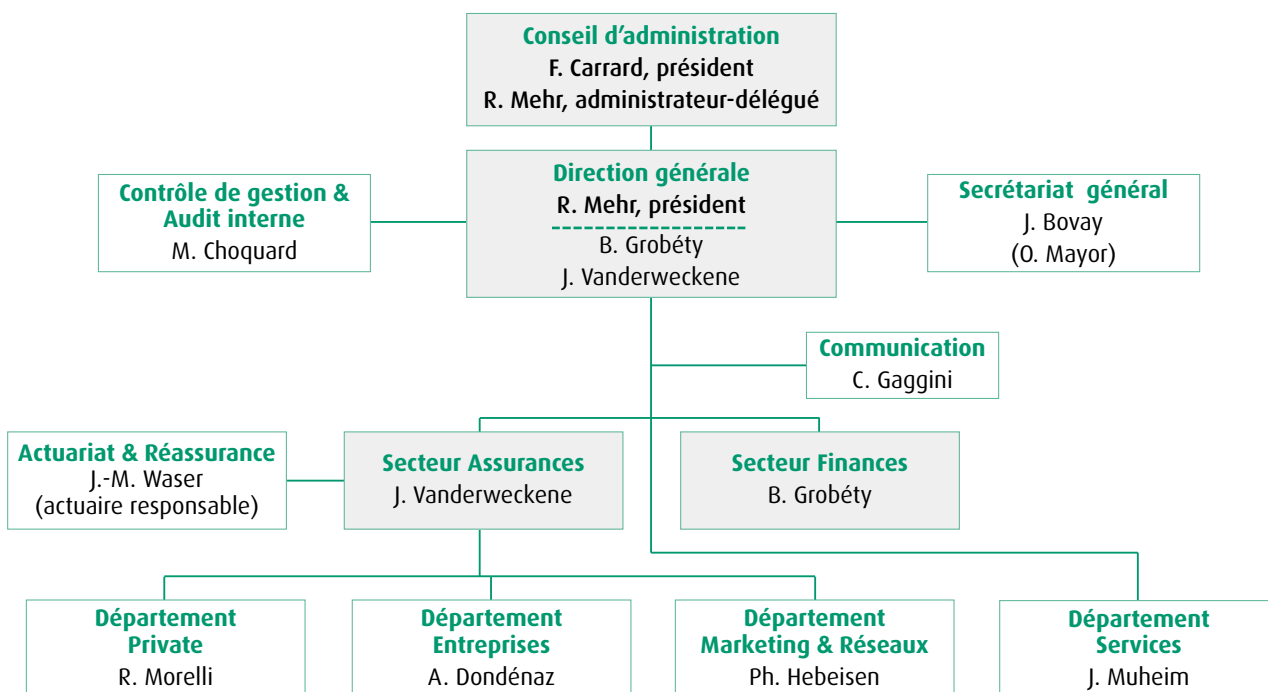 Conseil d’administration
F. Carrard, président
R. Mehr, administrateur-délégué
Direction générale
R. Mehr, président
B. Grobéty
J. Vanderweckene
Contrôle de gestion &
Audit interne
M. Choquard
Secrétariat général
J. Bovay
(O. Mayor)
Communication
C. Gaggini
Actuariat & Réassurance
J.-M. Waser
(actuaire responsable)
Secteur Assurances
J. Vanderweckene
Secteur Finances
B. Grobéty
Département
Private
R. Morelli
Département
Entreprises
A. Dondénaz
Département
Marketing & Réseaux
Ph. Hebeisen
Département
Services
J. Muheim